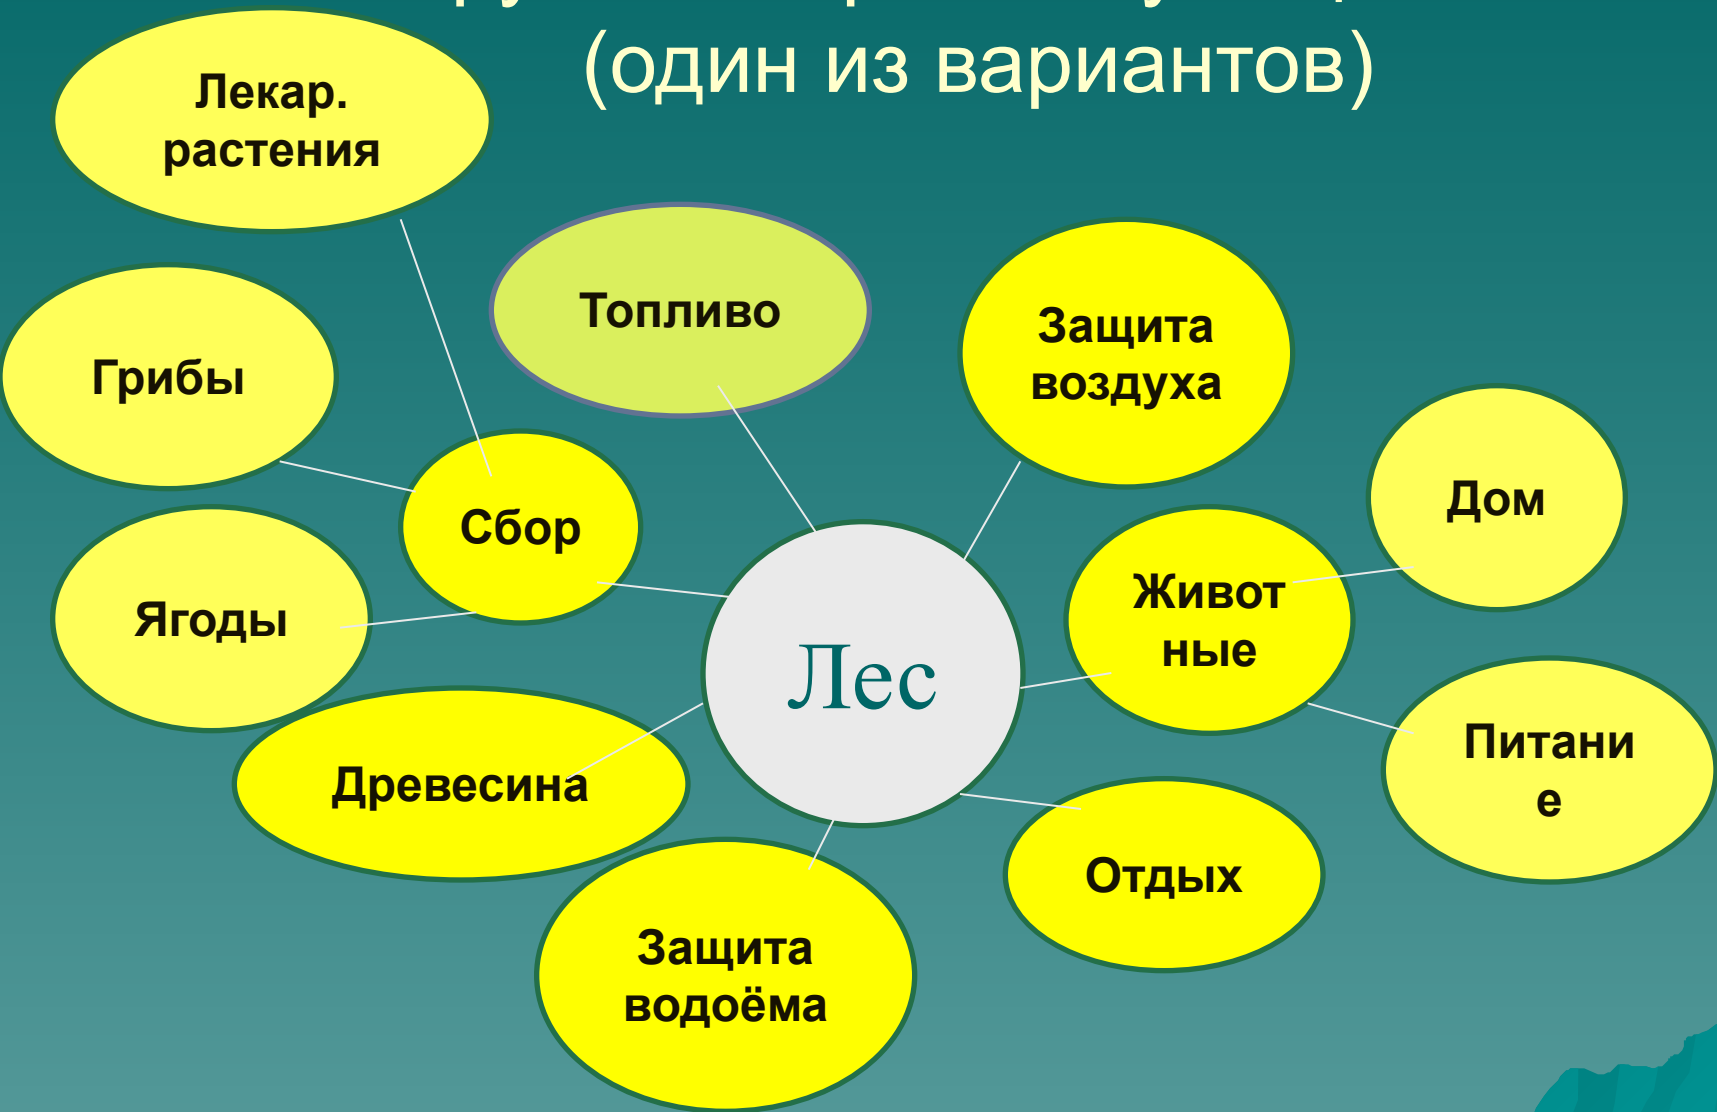 (один из вариантов)
Лекар.
растения
Топливо
Защита
воздуха
Грибы
Дом
Сбор
Живот
ные
Ягоды
Лес
Питани
е
Древесина
Отдых
Защита
водоёма